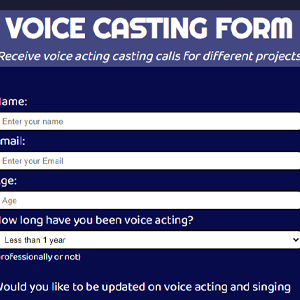 VOICE CASTING FORM
Receive voice acting casting calls for different projects
Name:
Enter your name
Email:
Enter your Email
Age:
Age
How long have you been voice acting?
Less than 1 year
(professionally or not)
Would you like to be updated on voice acting and singing